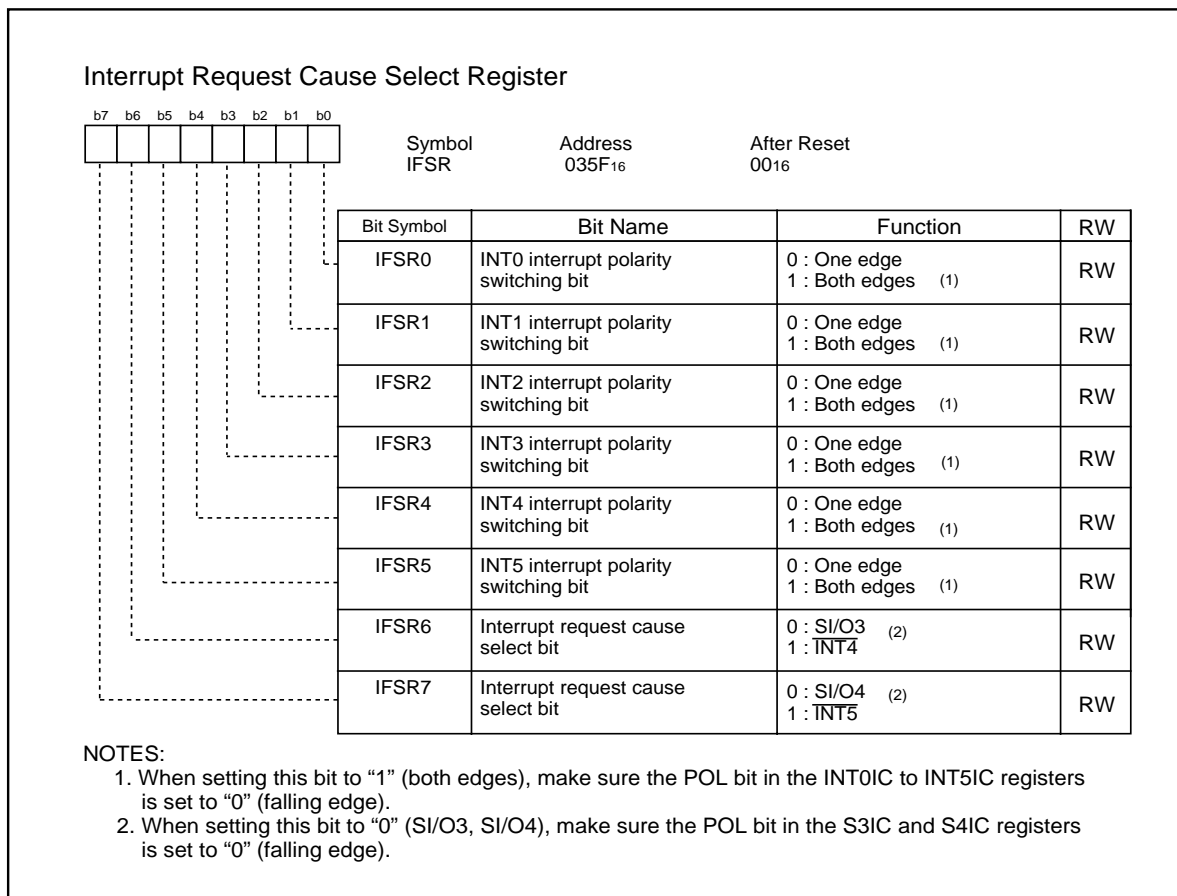 Interrupt Request Cause Select Register
b7 b6 b5 b4 b3 b2 b1 b0
Symbol Address After Reset
IFSR 035F16 0016
Bit Symbol Bit Name Function RW
IFSR0 INT0 interrupt polarity 0 : One edge RW
switching bit 1 : Both edges (1)
IFSR1 INT1 interrupt polarity 0 : One edge RW
switching bit 1 : Both edges (1)
IFSR2 INT2 interrupt polarity 0 : One edge RW
switching bit 1 : Both edges (1)
IFSR3 INT3 interrupt polarity 0 : One edge RW
switching bit 1 : Both edges (1)
IFSR4 INT4 interrupt polarity 0 : One edge RW
switching bit 1 : Both edges (1)
IFSR5 INT5 interrupt polarity 0 : One edge RW
switching bit 1 : Both edges (1)
IFSR6 Interrupt request cause 0 : SI/O3 (2) RW
select bit 1 : INT4
IFSR7 Interrupt request cause 0 : SI/O4 (2) RW
select bit 1 : INT5
NOTES:
1. When setting this bit to “1” (both edges), make sure the POL bit in the INT0IC to INT5IC registers
is set to “0” (falling edge).
2. When setting this bit to “0” (SI/O3, SI/O4), make sure the POL bit in the S3IC and S4IC registers
is set to “0” (falling edge).